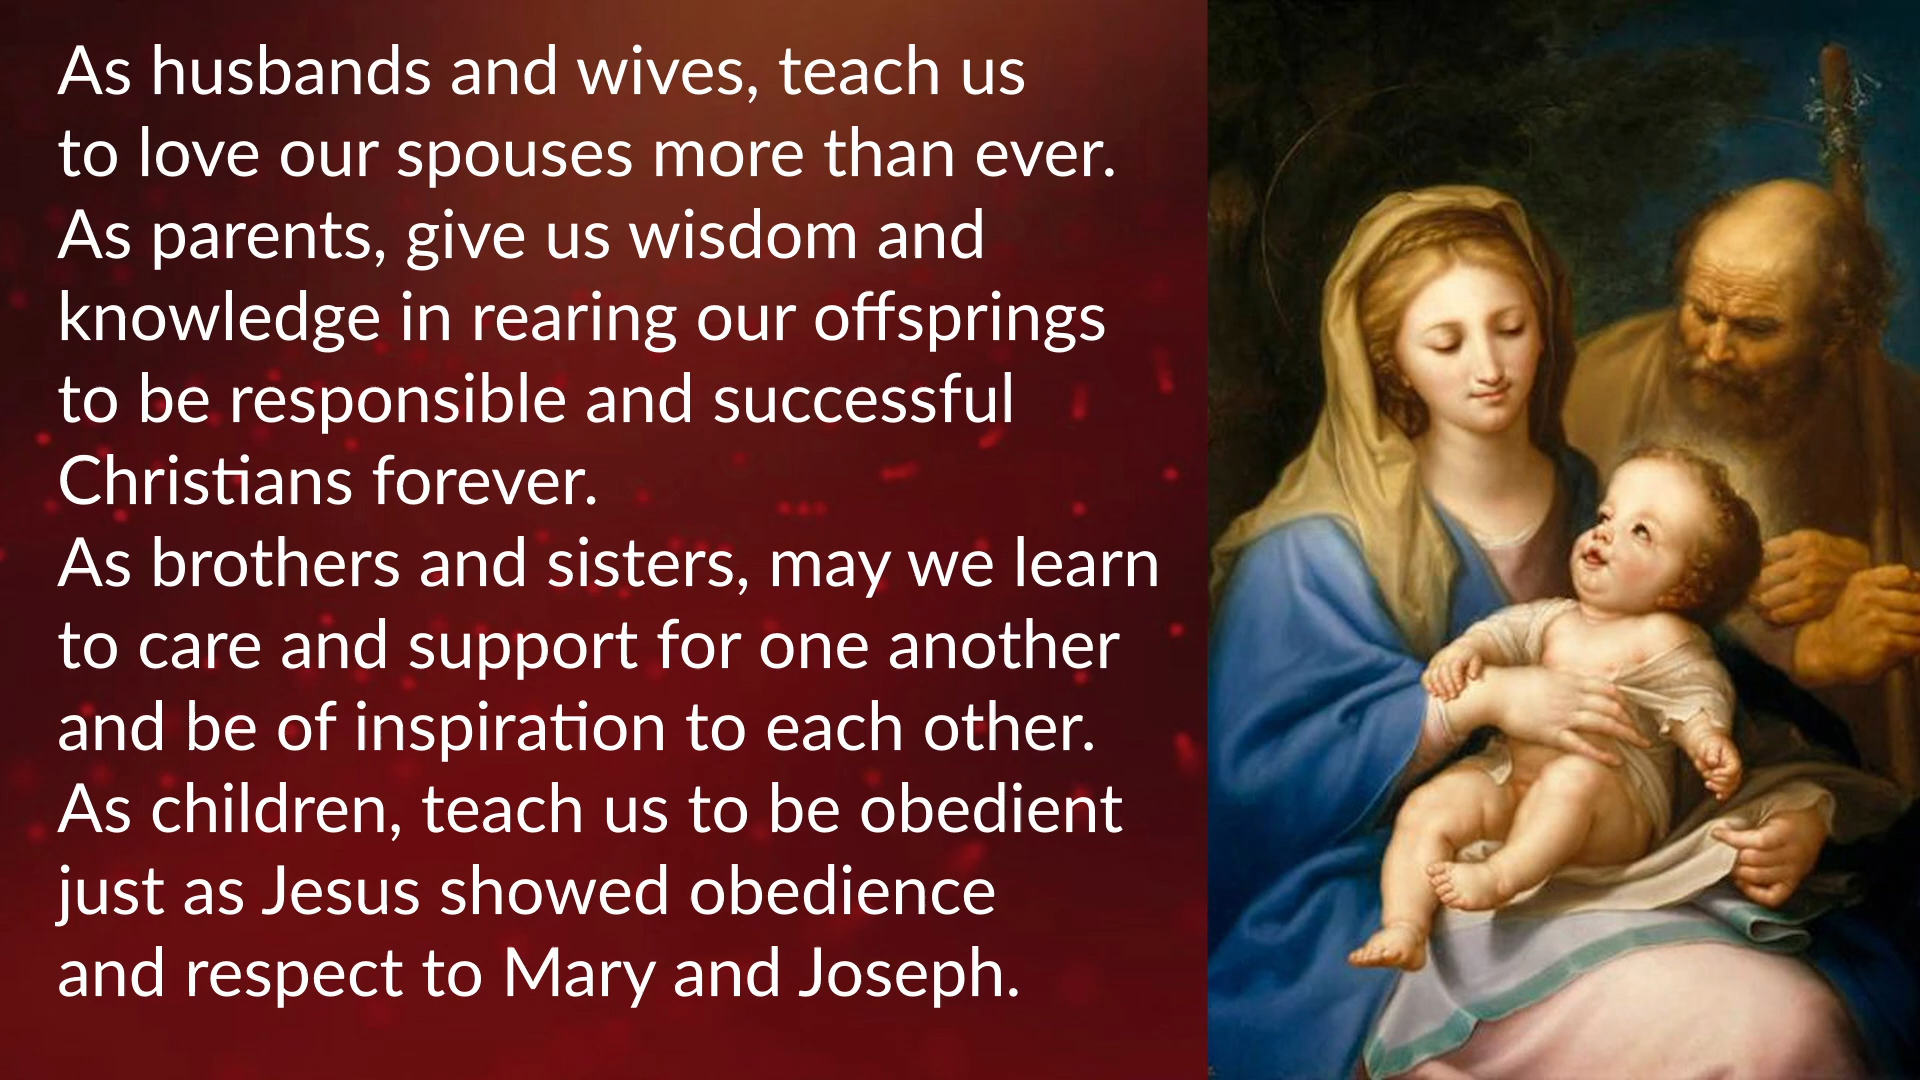 As husbands and wives, teach us
to love our spouses more than ever.
As parents, give us wisdom and
knowledge in rearing our offsprings
to be responsible and successful
Christians forever.
As brothers and sisters, may we learn
to care and support for one another
and be of inspiration to each other.
As children, teach us to be obedient
just as Jesus showed obedience
and respect to Mary and Joseph.